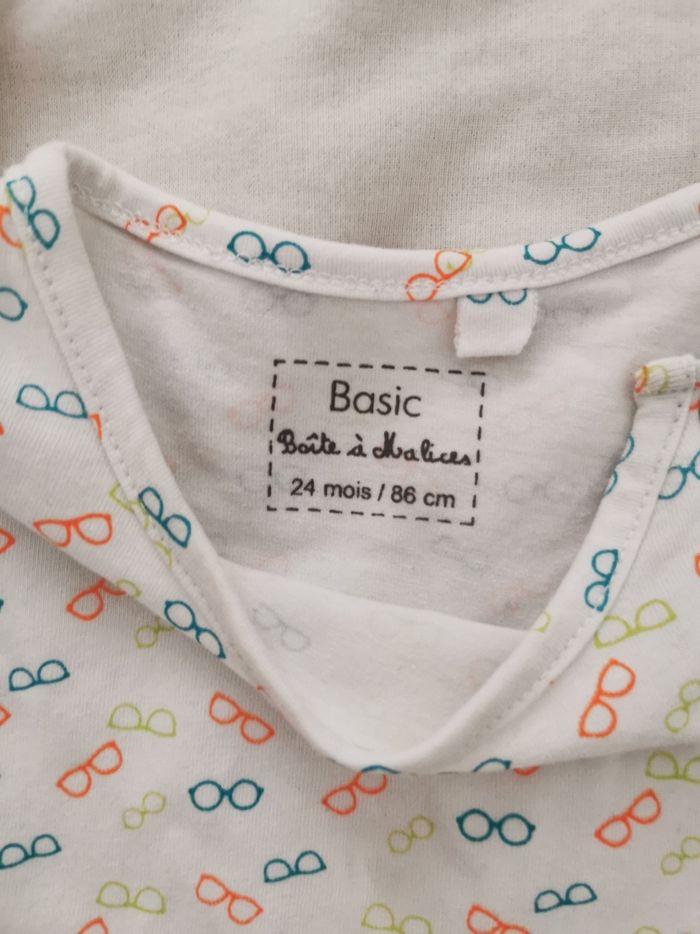 Basic
Boîte à Malices
24 mois / 86 cm